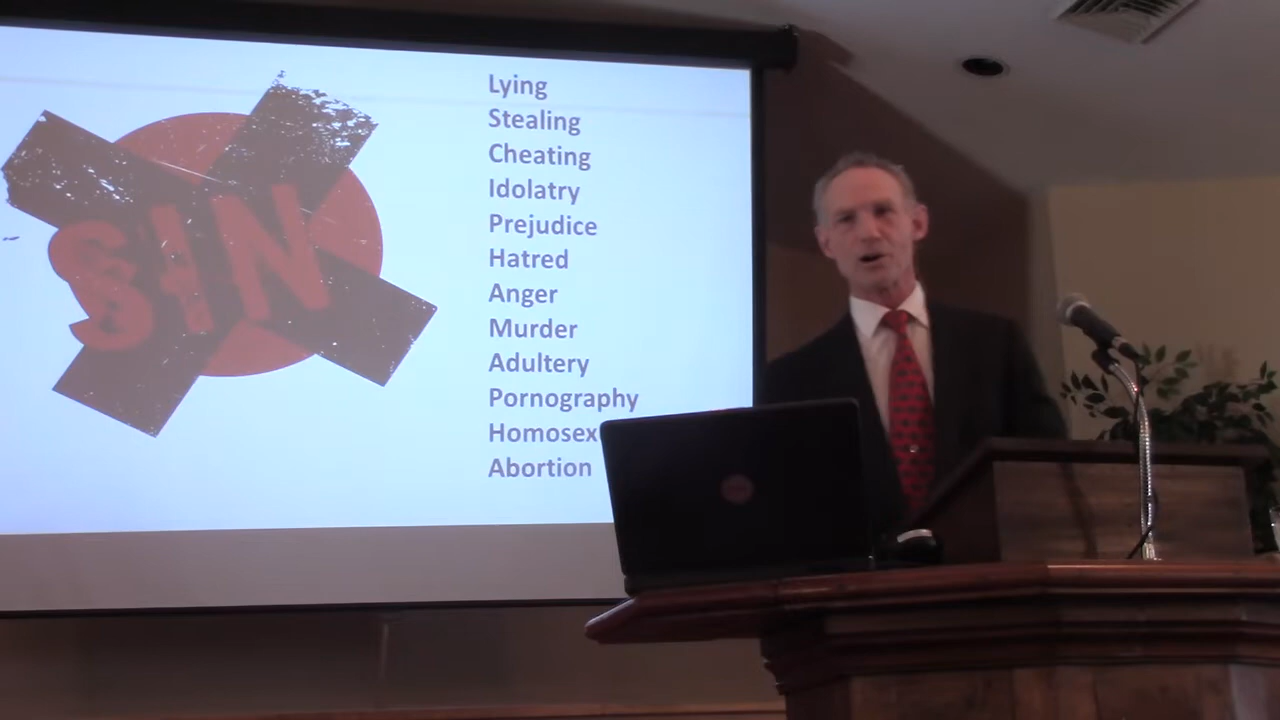 SIN
Lying
Stealing
Cheating
Idolatry
Prejudice
Hatred
Anger
Murder
Adultery
Pornography
Homosex
Abortion